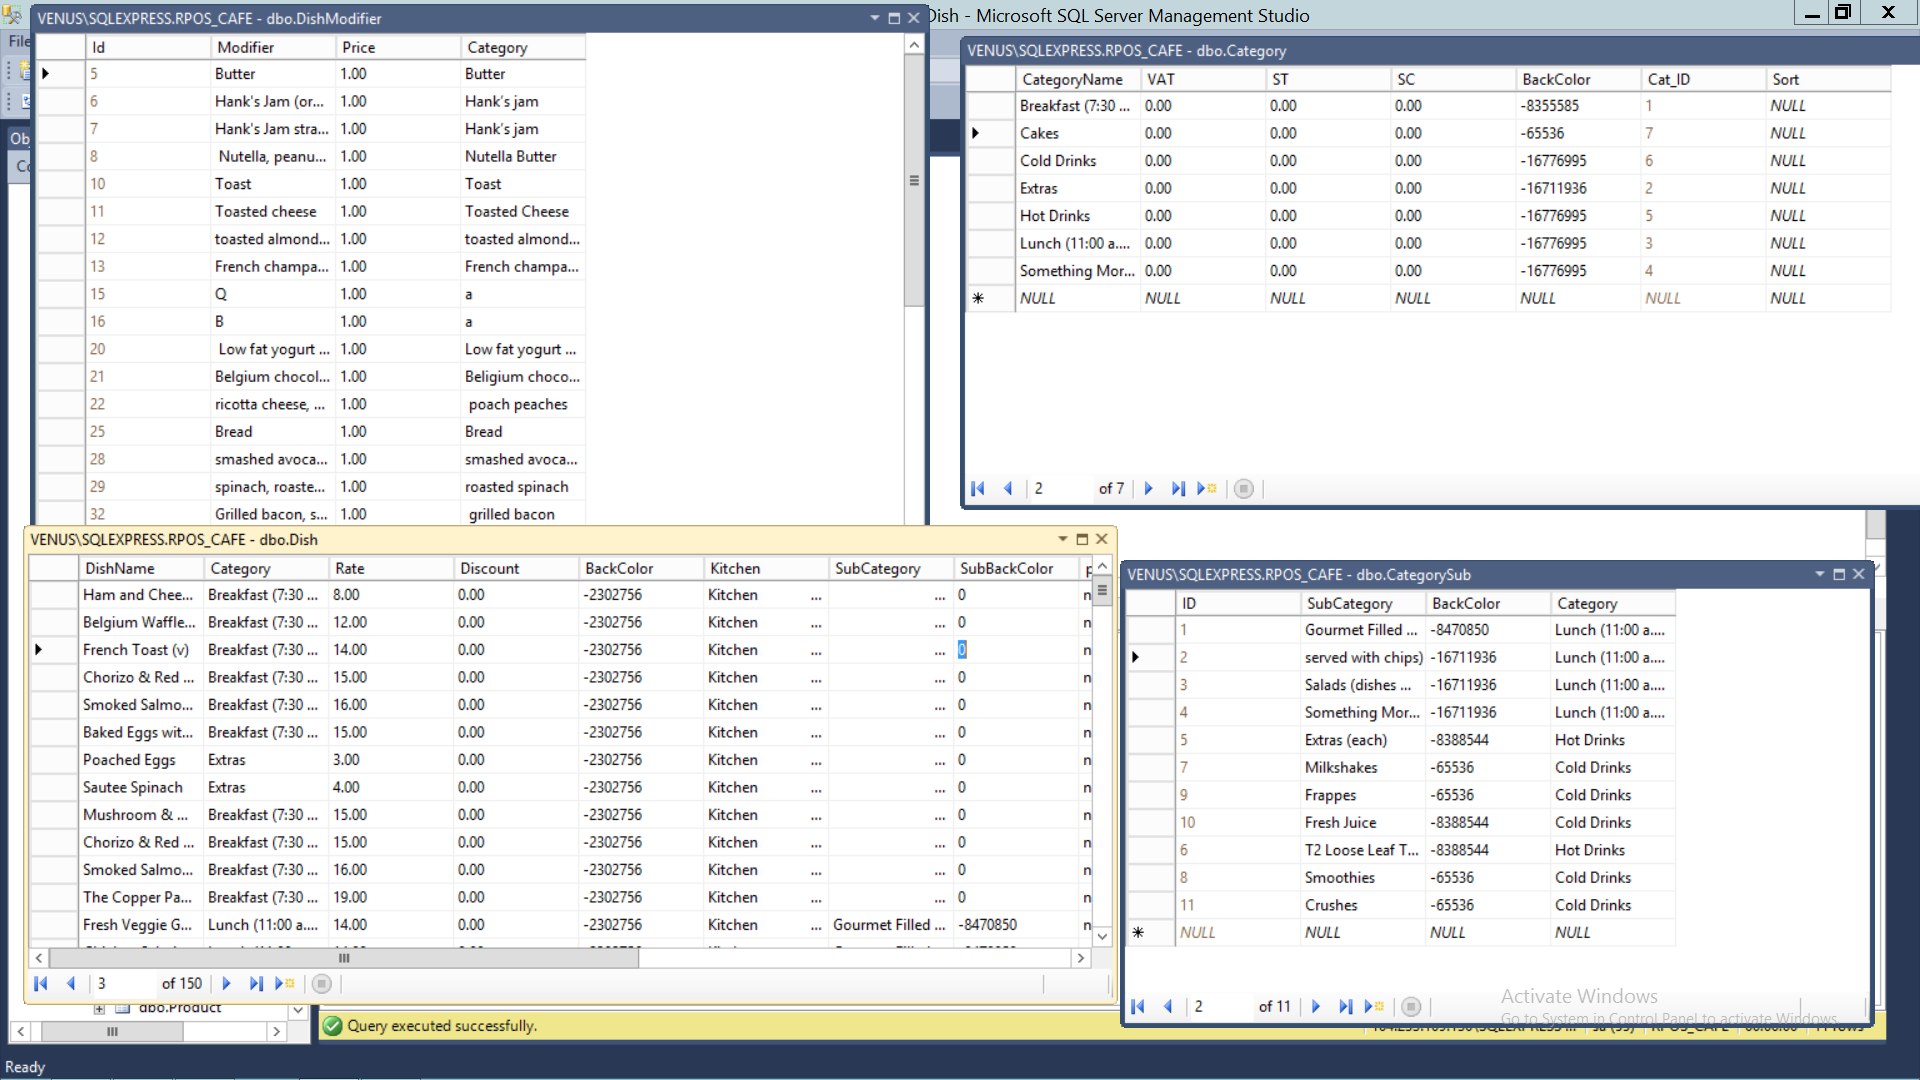 Dish - Microsoft SQL Server Management Studio
File
VENUS\SQLEXPRESS.RPOS_CAFE - dbo.DishModifier
Id Modifier Price Category
5 Butter 1.00 Butter
6 Hank's Jam (or... 1.00 Hank's jam
7 Hank's Jam stra... 1.00 Hank's jam
8 Nutella, peanu... 1.00 Nutella Butter
10 Toast 1.00 Toast
11 Toasted cheese 1.00 Toasted Cheese
12 toasted almond... 1.00 toasted almond...
13 French champa... 1.00 French champa...
15 Q 1.00 a
16 B 1.00 a
20 Low fat yogurt ... 1.00 Low fat yogurt ...
21 Belgium chocol... 1.00 Beligium choco...
22 ricotta cheese, ... 1.00 poach peaches
25 Bread 1.00 Bread
28 smashed avoca... 1.00 smashed avoca...
29 spinach, roaste... 1.00 roasted spinach
32 Grilled bacon, s... 1.00 grilled bacon
VENUS\SQLEXPRESS.RPOS_CAFE - dbo.Category
CategoryName VAT ST SC BackColor Cat_ID Sort
Breakfast (7:30 ... 0.00 0.00 0.00 -8355585 1 NULL
Cakes 0.00 0.00 0.00 -65536 7 NULL
Cold Drinks 0.00 0.00 0.00 -16776995 6 NULL
Extras 0.00 0.00 0.00 -16711936 2 NULL
Hot Drinks 0.00 0.00 0.00 -16776995 5 NULL
Lunch (11:00 a.... 0.00 0.00 0.00 -16776995 3 NULL
Something Mor... 0.00 0.00 0.00 -16776995 4 NULL
NULL NULL NULL NULL NULL NULL NULL
2 of 7
VENUS\SQLEXPRESS.RPOS_CAFE - dbo.Dish
DishName Category Rate Discount BackColor Kitchen SubCategory SubBackColor
Ham and Chee... Breakfast (7:30 ... 8.00 0.00 -2302756 Kitchen ... ... 0 n
Belgium Waffle... Breakfast (7:30 ... 12.00 0.00 -2302756 Kitchen ... ... 0 n
French Toast (v) Breakfast (7:30 ... 14.00 0.00 -2302756 Kitchen ... ... 0 n
Chorizo & Red ... Breakfast (7:30 ... 15.00 0.00 -2302756 Kitchen ... ... 0 n
Smoked Salmo... Breakfast (7:30 ... 16.00 0.00 -2302756 Kitchen ... ... 0 n
Baked Eggs wit... Breakfast (7:30 ... 15.00 0.00 -2302756 Kitchen ... ... 0 n
Poached Eggs Extras 3.00 0.00 -2302756 Kitchen ... ... 0 n
Sautee Spinach Extras 4.00 0.00 -2302756 Kitchen ... ... 0 n
Mushroom & ... Breakfast (7:30 ... 15.00 0.00 -2302756 Kitchen ... ... 0 n
Chorizo & Red ... Breakfast (7:30 ... 15.00 0.00 -2302756 Kitchen ... ... 0 n
Smoked Salmo... Breakfast (7:30 ... 16.00 0.00 -2302756 Kitchen ... ... 0 n
The Copper Pa... Breakfast (7:30 ... 19.00 0.00 -2302756 Kitchen ... ... 0 n
Fresh Veggie G... Lunch (11:00 a.... 14.00 0.00 -2302756 Kitchen ... Gourmet Filled ... -8470850 n
3 of 150
VENUS\SQLEXPRESS.RPOS_CAFE - dbo.CategorySub
ID SubCategory BackColor Category
1 Gourmet Filled ... -8470850 Lunch (11:00 a....
2 served with chips) -16711936 Lunch (11:00 a....
3 Salads (dishes ... -16711936 Lunch (11:00 a....
4 Something Mor... -16711936 Lunch (11:00 a....
5 Extras (each) -8388544 Hot Drinks
7 Milkshakes -65536 Cold Drinks
9 Frappes -65536 Cold Drinks
10 Fresh Juice -8388544 Cold Drinks
6 T2 Loose Leaf T... -8388544 Hot Drinks
8 Smoothies -65536 Cold Drinks
11 Crushes -65536 Cold Drinks
NULL NULL NULL NULL
2 of 11
Activate Windows
Go to System in Control Panel to activate Windows.
dbo.Product
Query executed successfully.
Ready